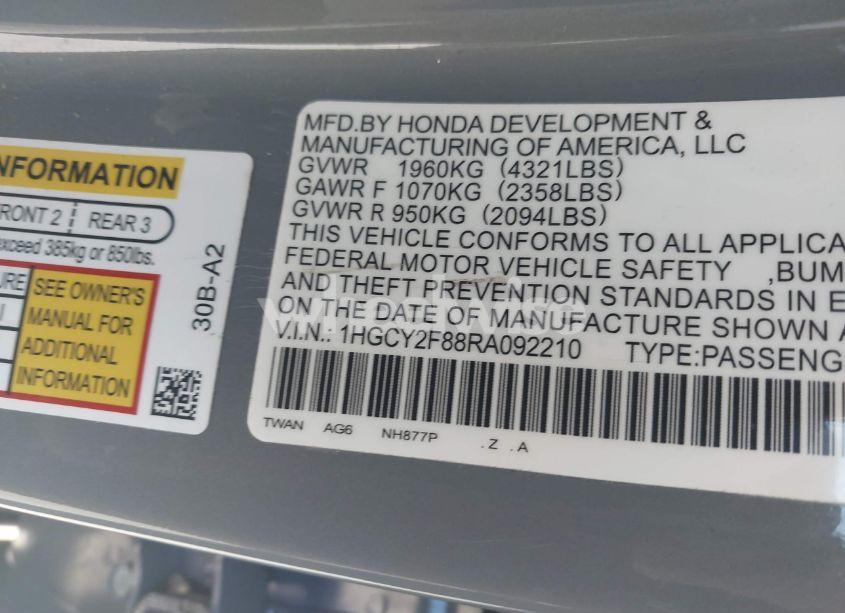 INFORMATION
FRONT 2 | REAR 3
exceed 385kg or 850lbs.
SEE OWNER'S
MANUAL FOR
ADDITIONAL
INFORMATION
30B-A2
MFD.BY HONDA DEVELOPMENT &
MANUFACTURING OF AMERICA, LLC
GVWR 1960KG (4321LBS)
GAWR F 1070KG (2358LBS)
GVWR R 950KG (2094LBS)
THIS VEHICLE CONFORMS TO ALL APPLICA
FEDERAL MOTOR VEHICLE SAFETY ,BUM
AND THEFT PREVENTION STANDARDS IN E
ON THE DATE OF MANUFACTURE SHOWN A
V.I.N.: 1HGCY2F88RA092210 TYPE:PASSENG
TWAN AG6 NH877P . Z . A